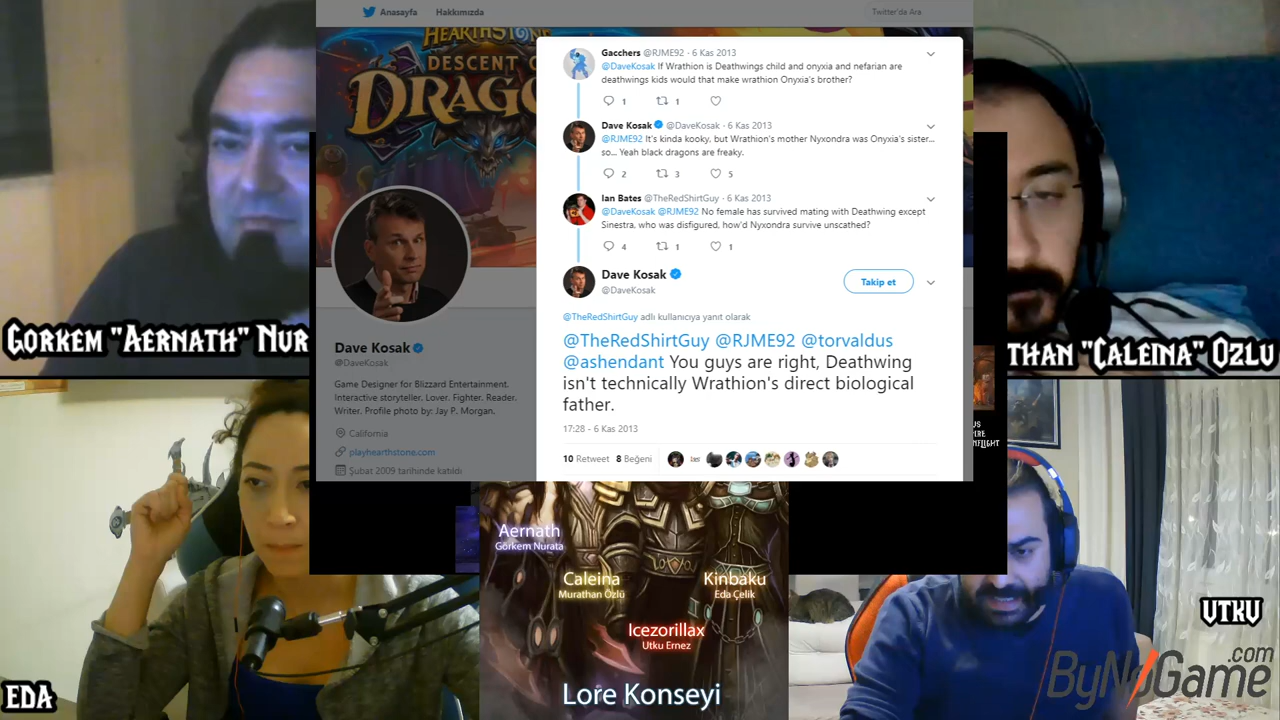 Anasayfa
Hakkımızda
Twitter'da Ara
HEARTHSTONE
DESCENT O
DRAGO
Gacchers @RJME92 · 6 Kas 2013
@DaveKosak If Wrathion is Deathwings child and onyxia and nefarian are
deathwings kids would that make wrathion Onyxia's brother?
1 1
Dave Kosak @DaveKosak · 6 Kas 2013
@RJME92 It's kinda kooky, but Wrathion's mother Nyxondra was Onyxia's sister...
so... Yeah black dragons are freaky.
2 3 5
Ian Bates @TheRedShirtGuy · 6 Kas 2013
@DaveKosak @RJME92 No female has survived mating with Deathwing except
Sinestra, who was disfigured, how'd Nyxondra survive unscathed?
4 1 1
Dave Kosak
@DaveKosak
Takip et
@TheRedShirtGuy adlı kullanıcıya yanıt olarak
@TheRedShirtGuy @RJME92 @torvaldus
@ashendant You guys are right, Deathwing
isn't technically Wrathion's direct biological
father.
17:28 - 6 Kas 2013
10 Retweet 8 Beğeni
Dave Kosak
@DaveKosak
Game Designer for Blizzard Entertainment.
Interactive storyteller. Lover. Fighter. Reader.
Writer. Profile photo by: Jay P. Morgan.
California
playhearthstone.com
Şubat 2009 tarihinde katıldı
GORKEM "AERNATH" NUR
THAN "CALEINA" OZLU
EDA
UTKU
Aernath
Görkem Nurata
Caleina
Murathan Özlü
Kinbaku
Eda Çelik
Icezorillax
Utku Ernez
Lore Konseyi
ByNoGame
.com